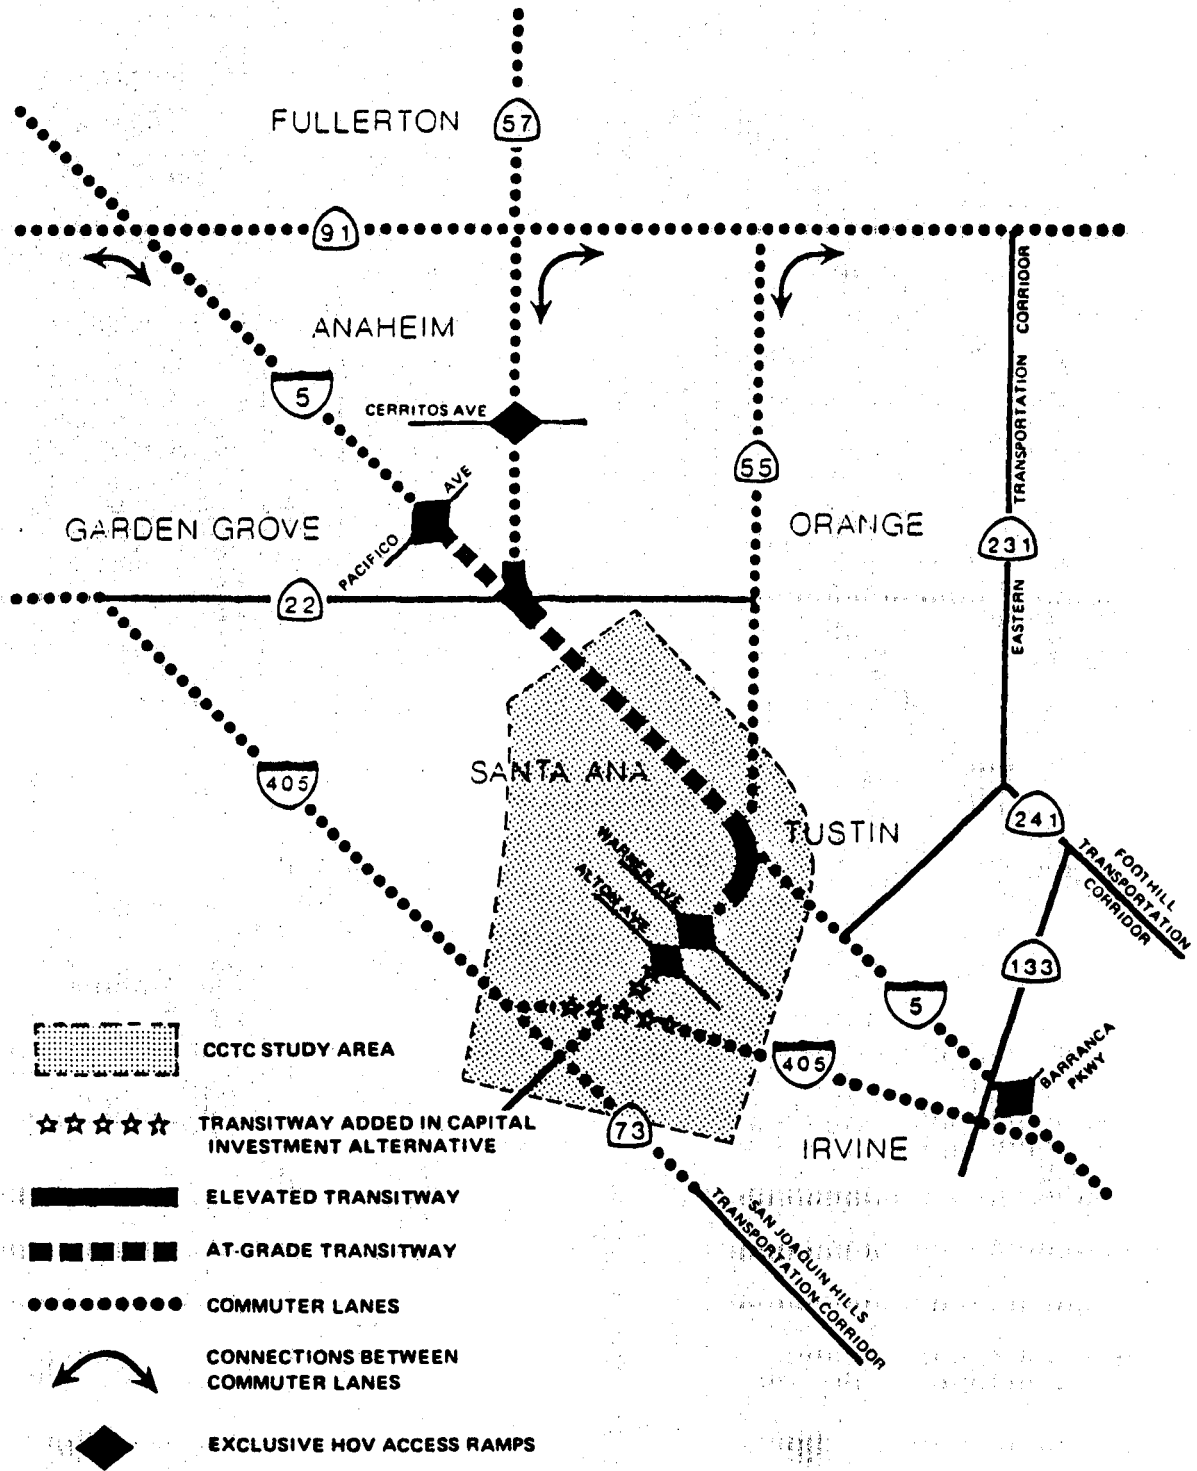 FULLERTON
57
91
ANAHEIM
5
CERRITOS AVE
PACIFICO AVE
GARDEN GROVE
22
55
ORANGE
231
EASTERN TRANSPORTATION CORRIDOR
405
SANTA ANA
TUSTIN
WARNER AVE
ALTON AVE
241
FOOTHILL
TRANSPORTATION
CORRIDOR
133
5
405
BARRANCA
PKWY
IRVINE
73
SAN JOAQUIN HILLS
TRANSPORTATION CORRIDOR
CCTC STUDY AREA
TRANSITWAY ADDED IN CAPITAL
INVESTMENT ALTERNATIVE
ELEVATED TRANSITWAY
AT-GRADE TRANSITWAY
COMMUTER LANES
CONNECTIONS BETWEEN
COMMUTER LANES
EXCLUSIVE HOV ACCESS RAMPS